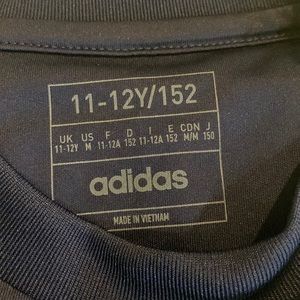 11-12Y/152
UK US F D I E CDN J
11-12Y M 11-12A 152 11-12A 152 M/M 150
adidas
MADE IN VIETNAM